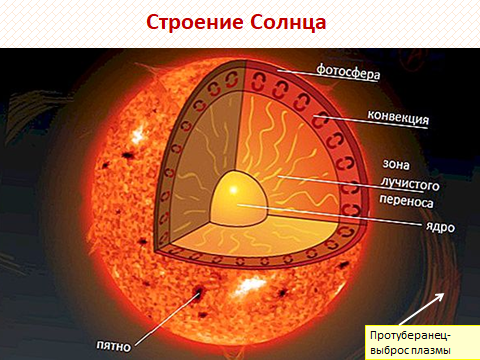 Строение Солнца
фотосфера
конвекция
зона
лучистого
переноса
ядро
пятно
Протуберанец-
выброс плазмы